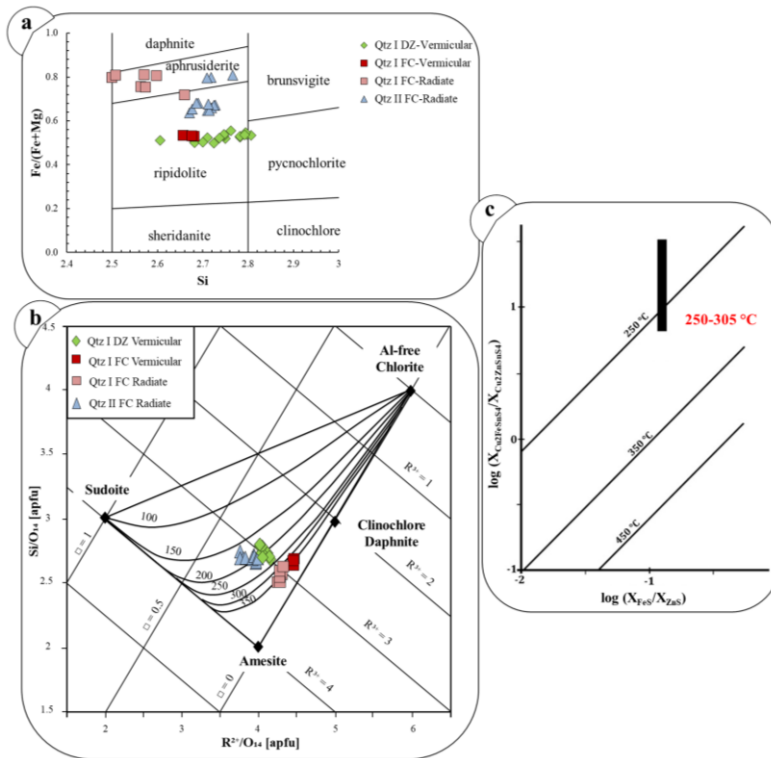 a
1.0
0.8
0.6
0.4
0.2
0.0
Fe/(Fe+Mg)
daphnite
aphrusiderite
brunsvigite
ripidolite
pycnochlorite
sheridanite
clinochlore
2.4
2.5
2.6
2.7
2.8
2.9
3
Si
Qtz I DZ-Vermicular
Qtz I FC-Vermicular
Qtz I FC-Radiate
Qtz II FC-Radiate
b
4.5
4
3.5
3
2.5
2
1.5
Si/O₁₄ [apfu]
Qtz I DZ Vermicular
Qtz I FC Vermicular
Qtz I FC Radiate
Qtz II FC Radiate
Al-free
Chlorite
Sudoite
Clinochlore
Daphnite
Amesite
100
150
200
250
300
350
□ = 1
□ = 0.5
□ = 0
R³⁺ = 1
R³⁺ = 2
R³⁺ = 3
R³⁺ = 4
2
3
4
5
6
R²⁺/O₁₄ [apfu]
c
1
0
-1
log (X_Cu2FeSnS4/X_Cu2ZnSnS4)
250 °C
350 °C
450 °C
250-305 °C
-2
-1
log (X_FeS/X_ZnS)